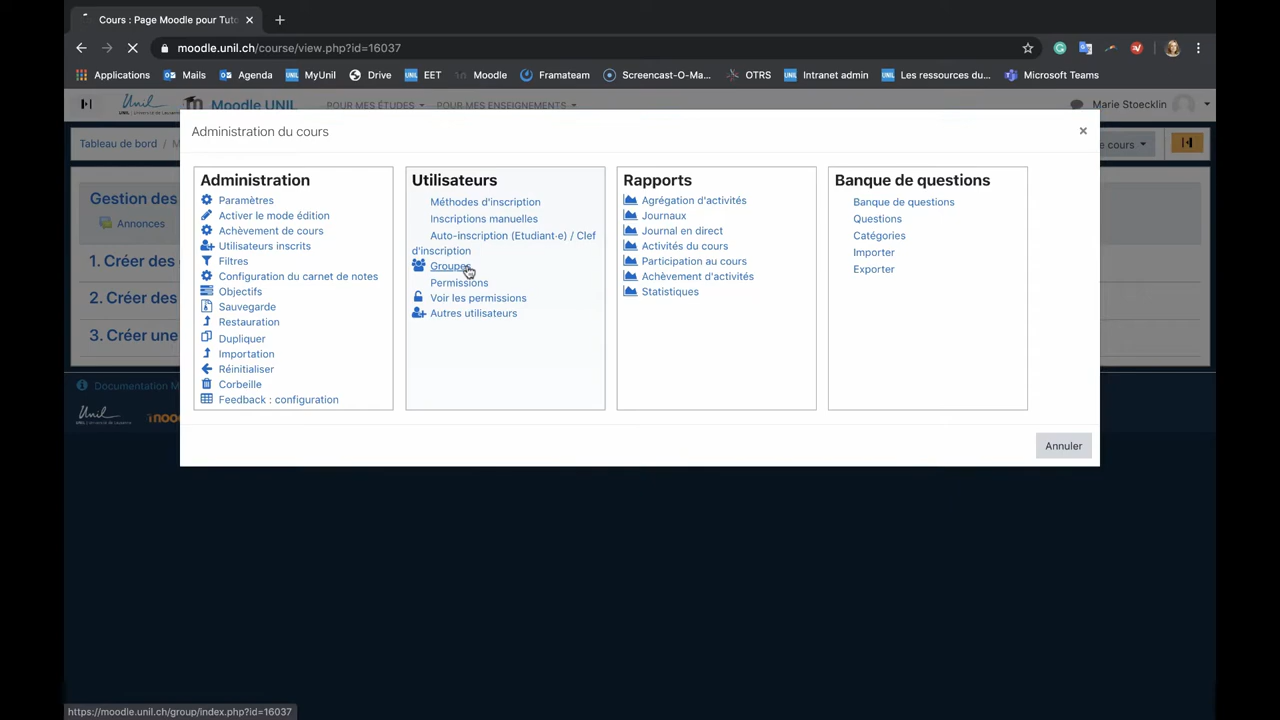 Cours : Page Moodle pour Tuto
moodle.unil.ch/course/view.php?id=16037
Applications Mails Agenda MyUnil Drive EET Moodle Framateam Screencast-O-Ma... OTRS Intranet admin Les ressources du... Microsoft Teams
Unil Moodle UNIL POUR MES ÉTUDES POUR MES ENSEIGNEMENTS Marie Stoecklin
Administration du cours
Tableau de bord / M e cours
Administration
Paramètres
Activer le mode édition
Achèvement de cours
Utilisateurs inscrits
Filtres
Configuration du carnet de notes
Objectifs
Sauvegarde
Restauration
Dupliquer
Importation
Réinitialiser
Corbeille
Feedback : configuration
Utilisateurs
Méthodes d'inscription
Inscriptions manuelles
Auto-inscription (Etudiant·e) / Clef
d'inscription
Groupes
Permissions
Voir les permissions
Autres utilisateurs
Rapports
Agrégation d'activités
Journaux
Journal en direct
Activités du cours
Participation au cours
Achèvement d'activités
Statistiques
Banque de questions
Banque de questions
Questions
Catégories
Importer
Exporter
Gestion des
Annonces
1. Créer des
2. Créer des
3. Créer une
Documentation M
Unil mood
Annuler
https://moodle.unil.ch/group/index.php?id=16037